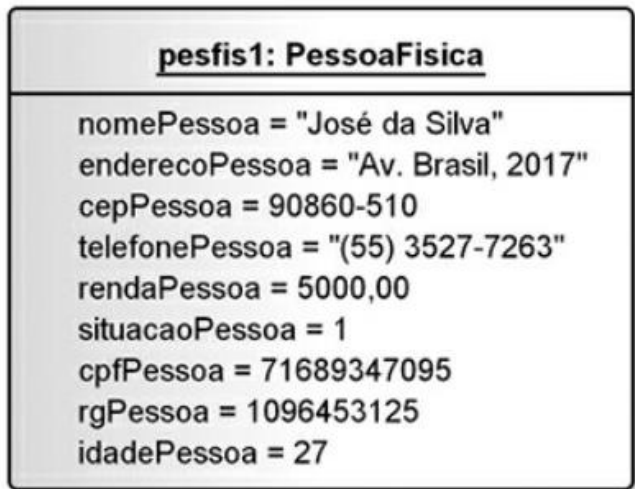 pesfis1: PessoaFisica
nomePessoa = "José da Silva"
enderecoPessoa = "Av. Brasil, 2017"
cepPessoa = 90860-510
telefonePessoa = "(55) 3527-7263"
rendaPessoa = 5000,00
situacaoPessoa = 1
cpfPessoa = 71689347095
rgPessoa = 1096453125
idadePessoa = 27